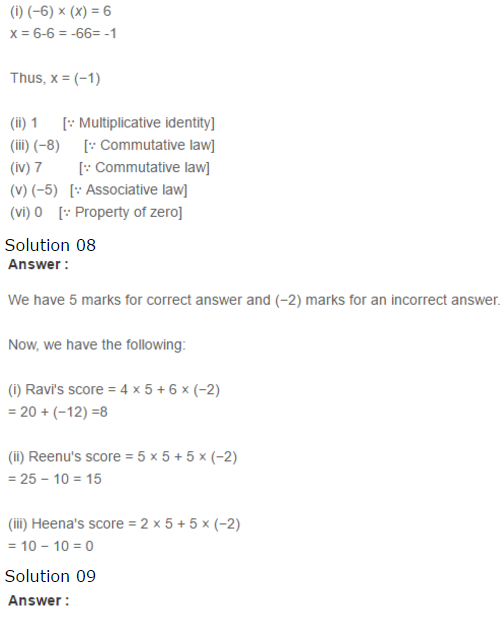 (i) (−6) × (x) = 6
x = 6-6 = -66= -1
Thus, x = (−1)
(ii) 1 [∵ Multiplicative identity]
(iii) (−8) [∵ Commutative law]
(iv) 7 [∵ Commutative law]
(v) (−5) [∵ Associative law]
(vi) 0 [∵ Property of zero]
Solution 08
Answer :
We have 5 marks for correct answer and (−2) marks for an incorrect answer.
Now, we have the following:
(i) Ravi's score = 4 × 5 + 6 × (−2)
= 20 + (−12) =8
(ii) Reenu's score = 5 × 5 + 5 × (−2)
= 25 − 10 = 15
(iii) Heena's score = 2 × 5 + 5 × (−2)
= 10 − 10 = 0
Solution 09
Answer :